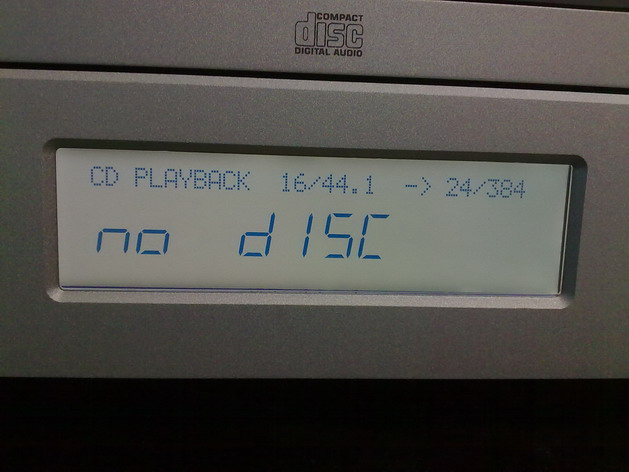 COMPACT
disc
DIGITAL AUDIO
CD PLAYBACK 16/44.1 -> 24/384
no dISC